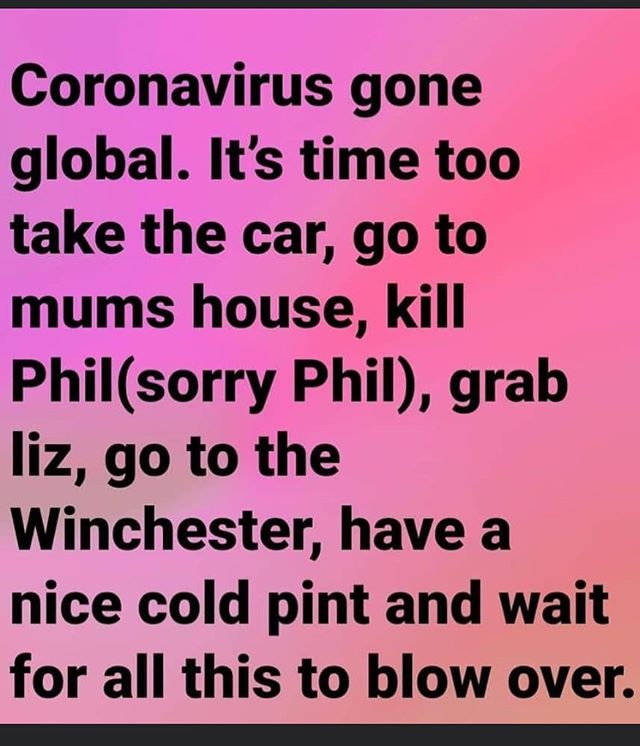 Coronavirus gone
global. It’s time too
take the car, go to
mums house, kill
Phil(sorry Phil), grab
liz, go to the
Winchester, have a
nice cold pint and wait
for all this to blow over.